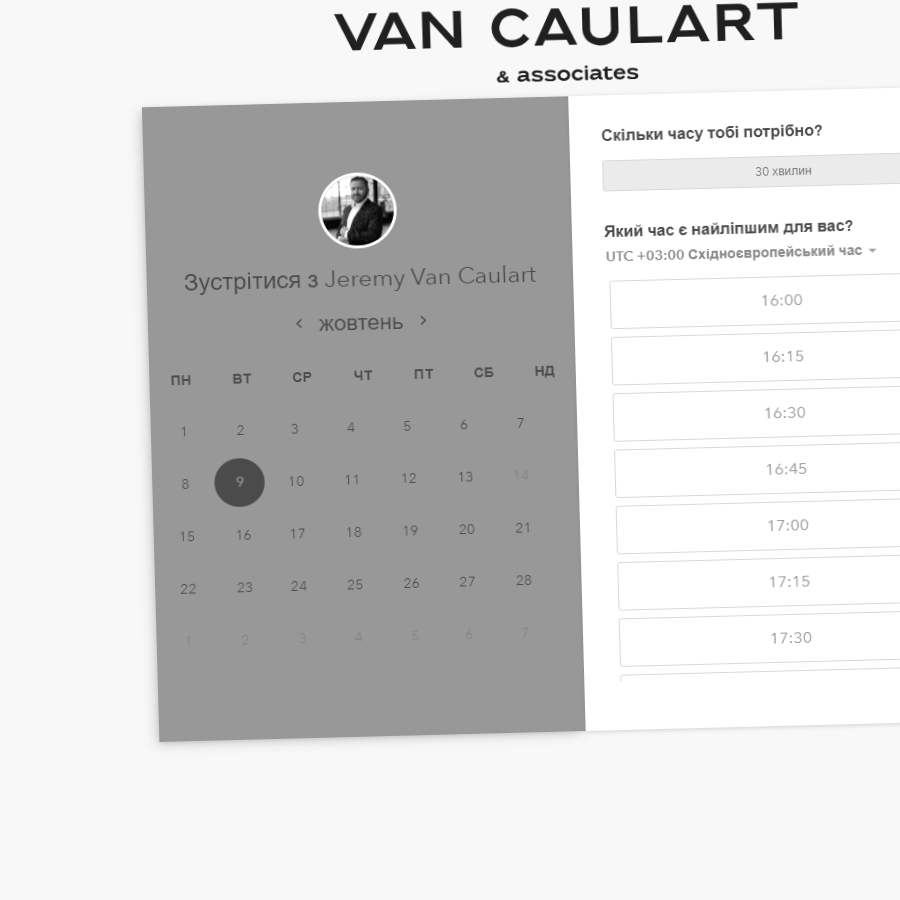 VAN CAULART
& associates
Зустрітися з Jeremy Van Caulart
‹ жовтень ›
ПН ВТ СР ЧТ ПТ СБ НД
1 2 3 4 5 6 7
8 9 10 11 12 13 14
15 16 17 18 19 20 21
22 23 24 25 26 27 28
1 2 3 4 5 6 7
Скільки часу тобі потрібно?
30 хвилин
Який час є найліпшим для вас?
UTC +03:00 Східноєвропейський час
16:00
16:15
16:30
16:45
17:00
17:15
17:30